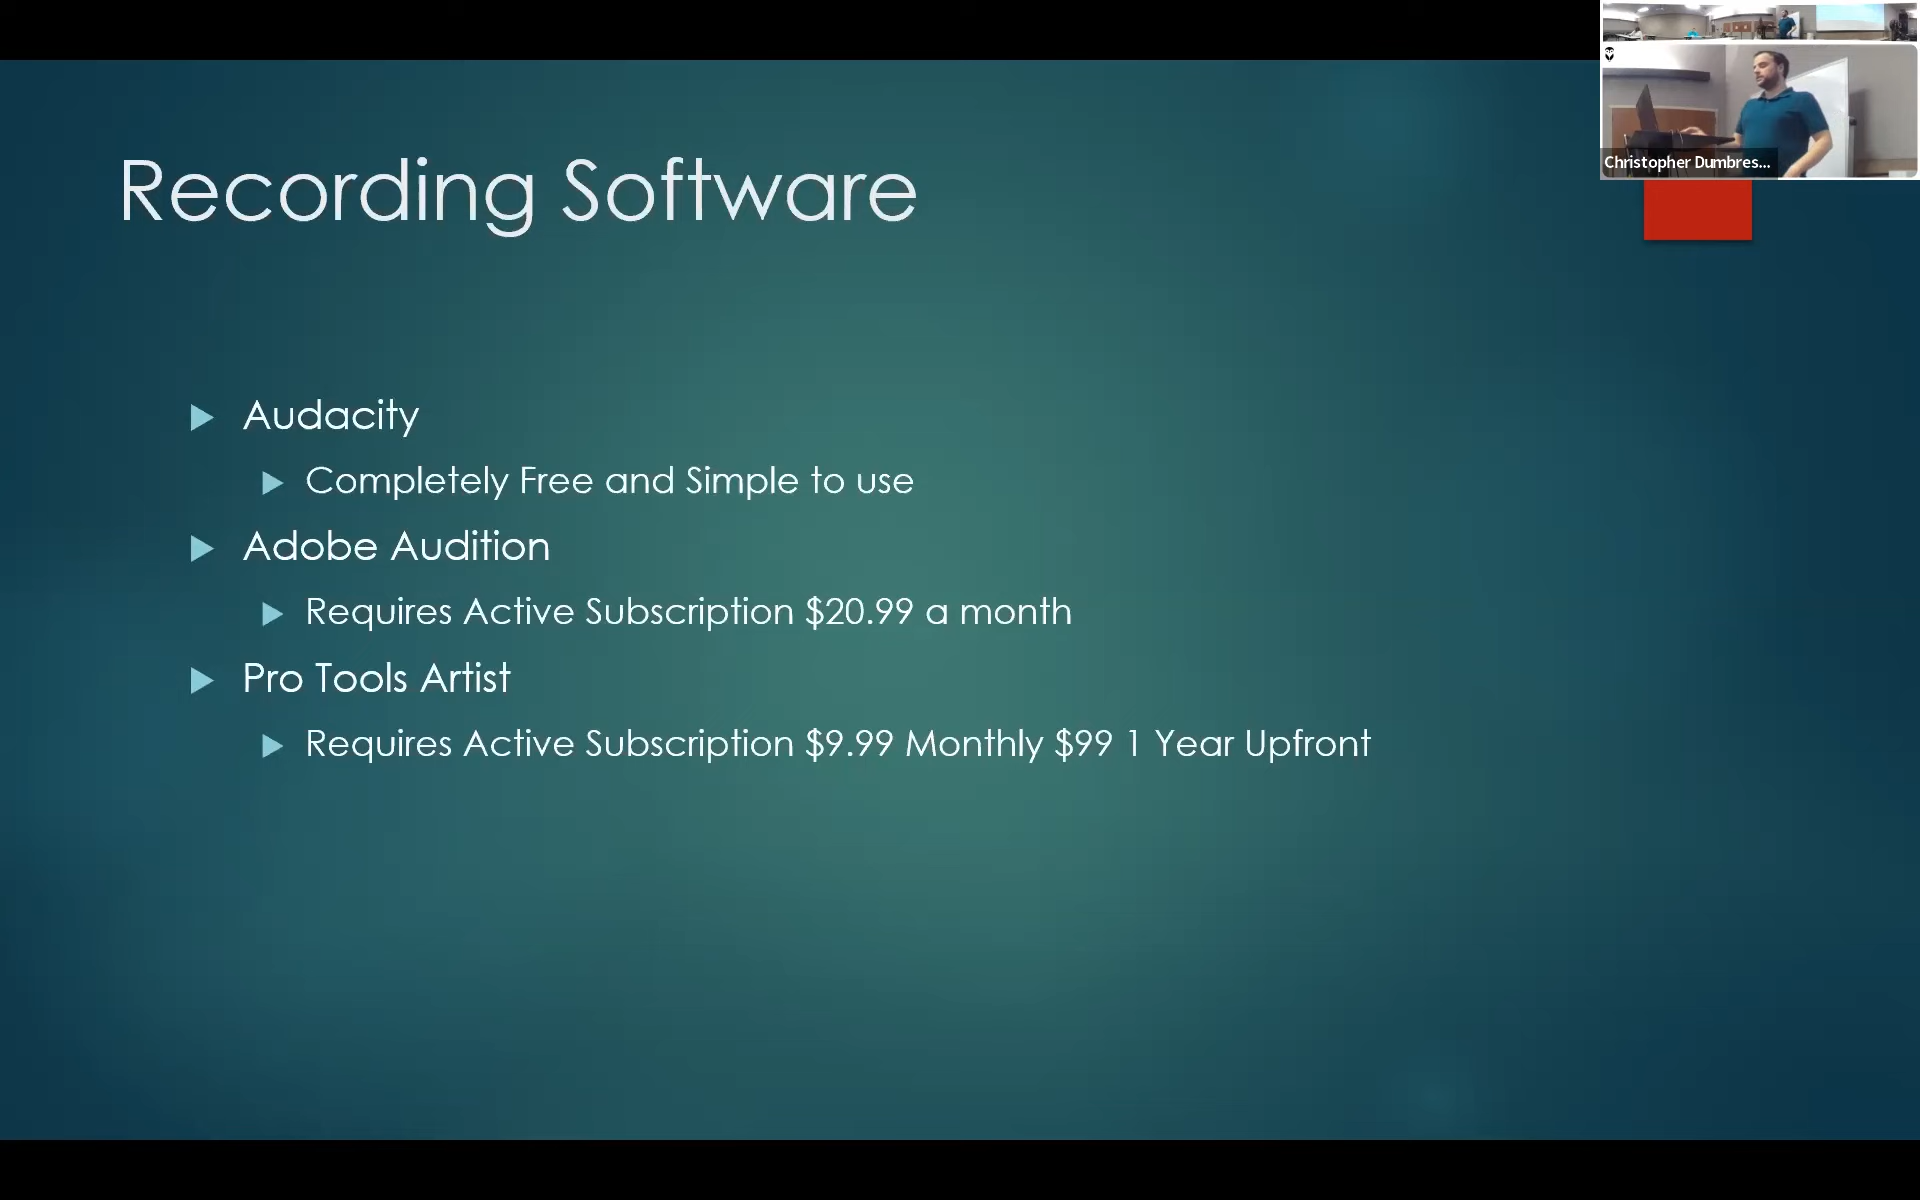 Recording Software
Audacity
Completely Free and Simple to use
Adobe Audition
Requires Active Subscription $20.99 a month
Pro Tools Artist
Requires Active Subscription $9.99 Monthly $99 1 Year Upfront
Christopher Dumbres...